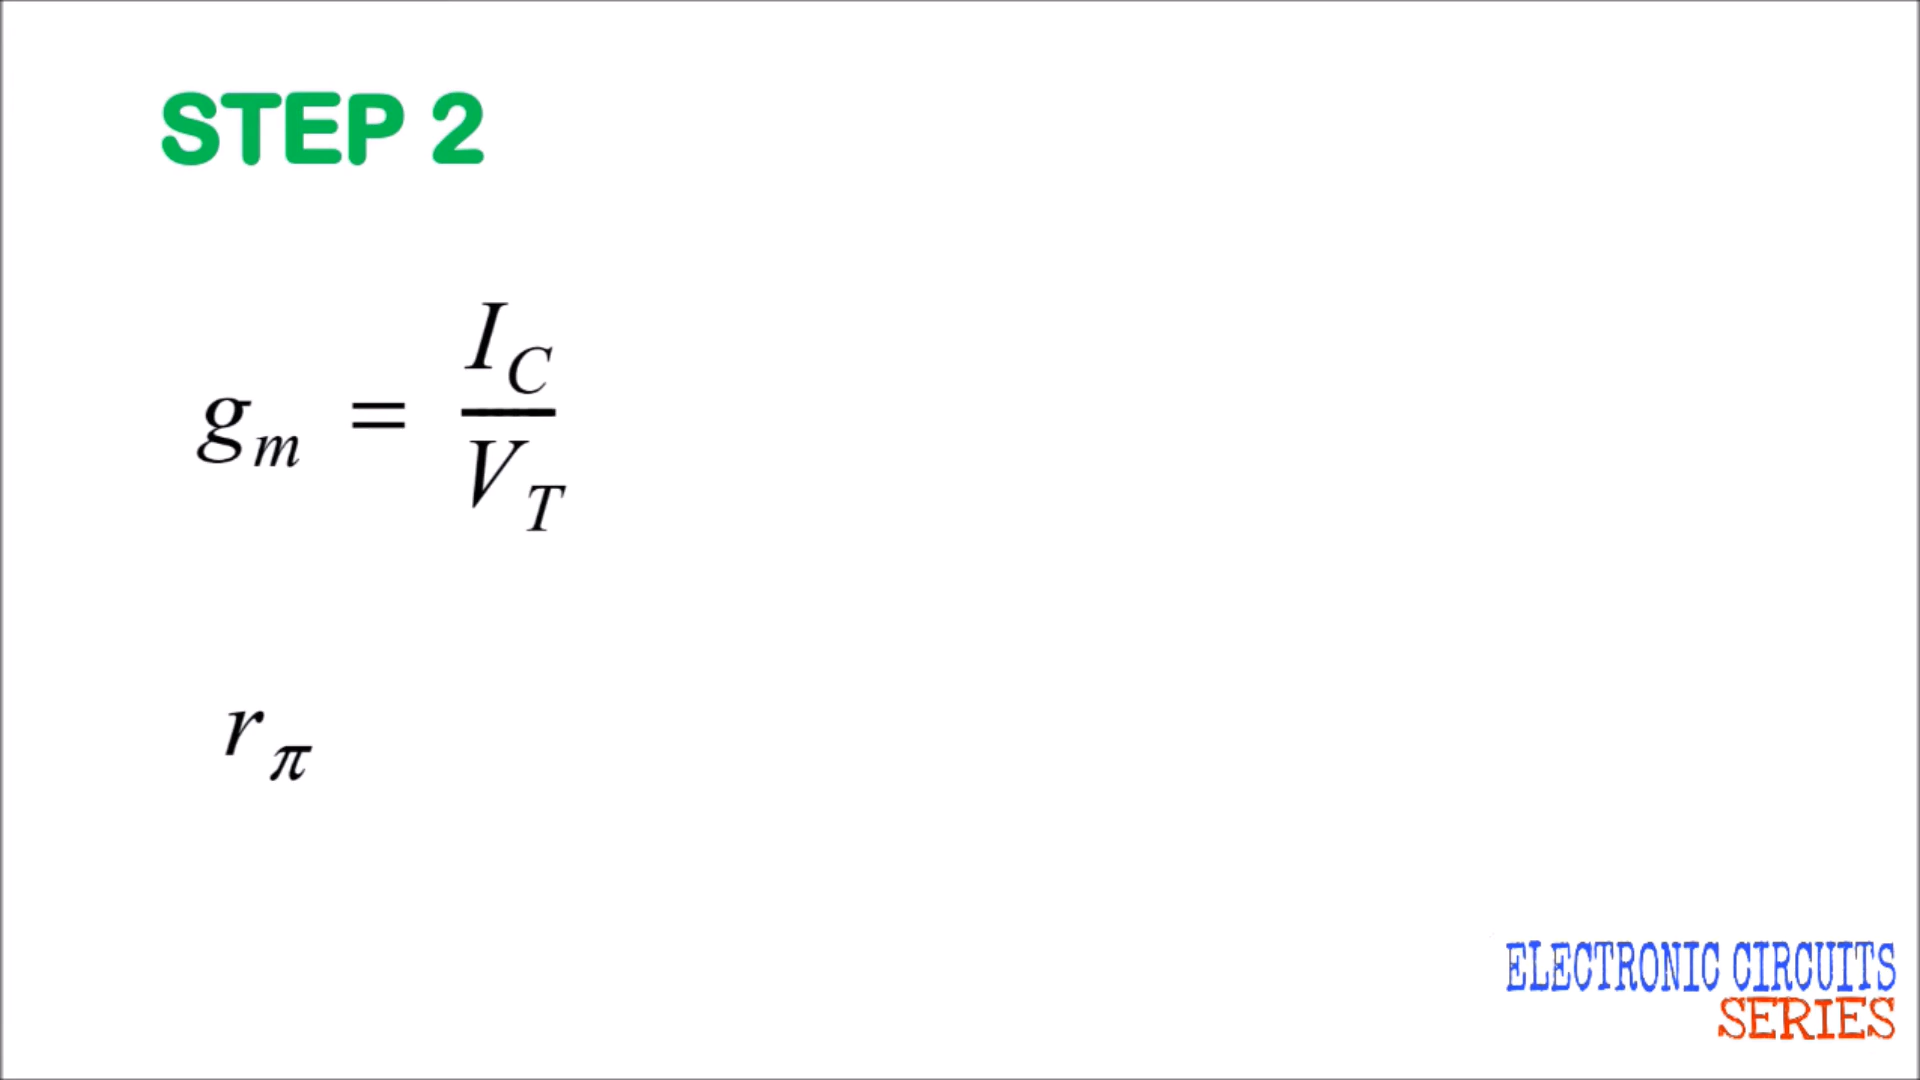 STEP 2
g_m = I_C / V_T
r_π
ELECTRONIC CIRCUITS
SERIES